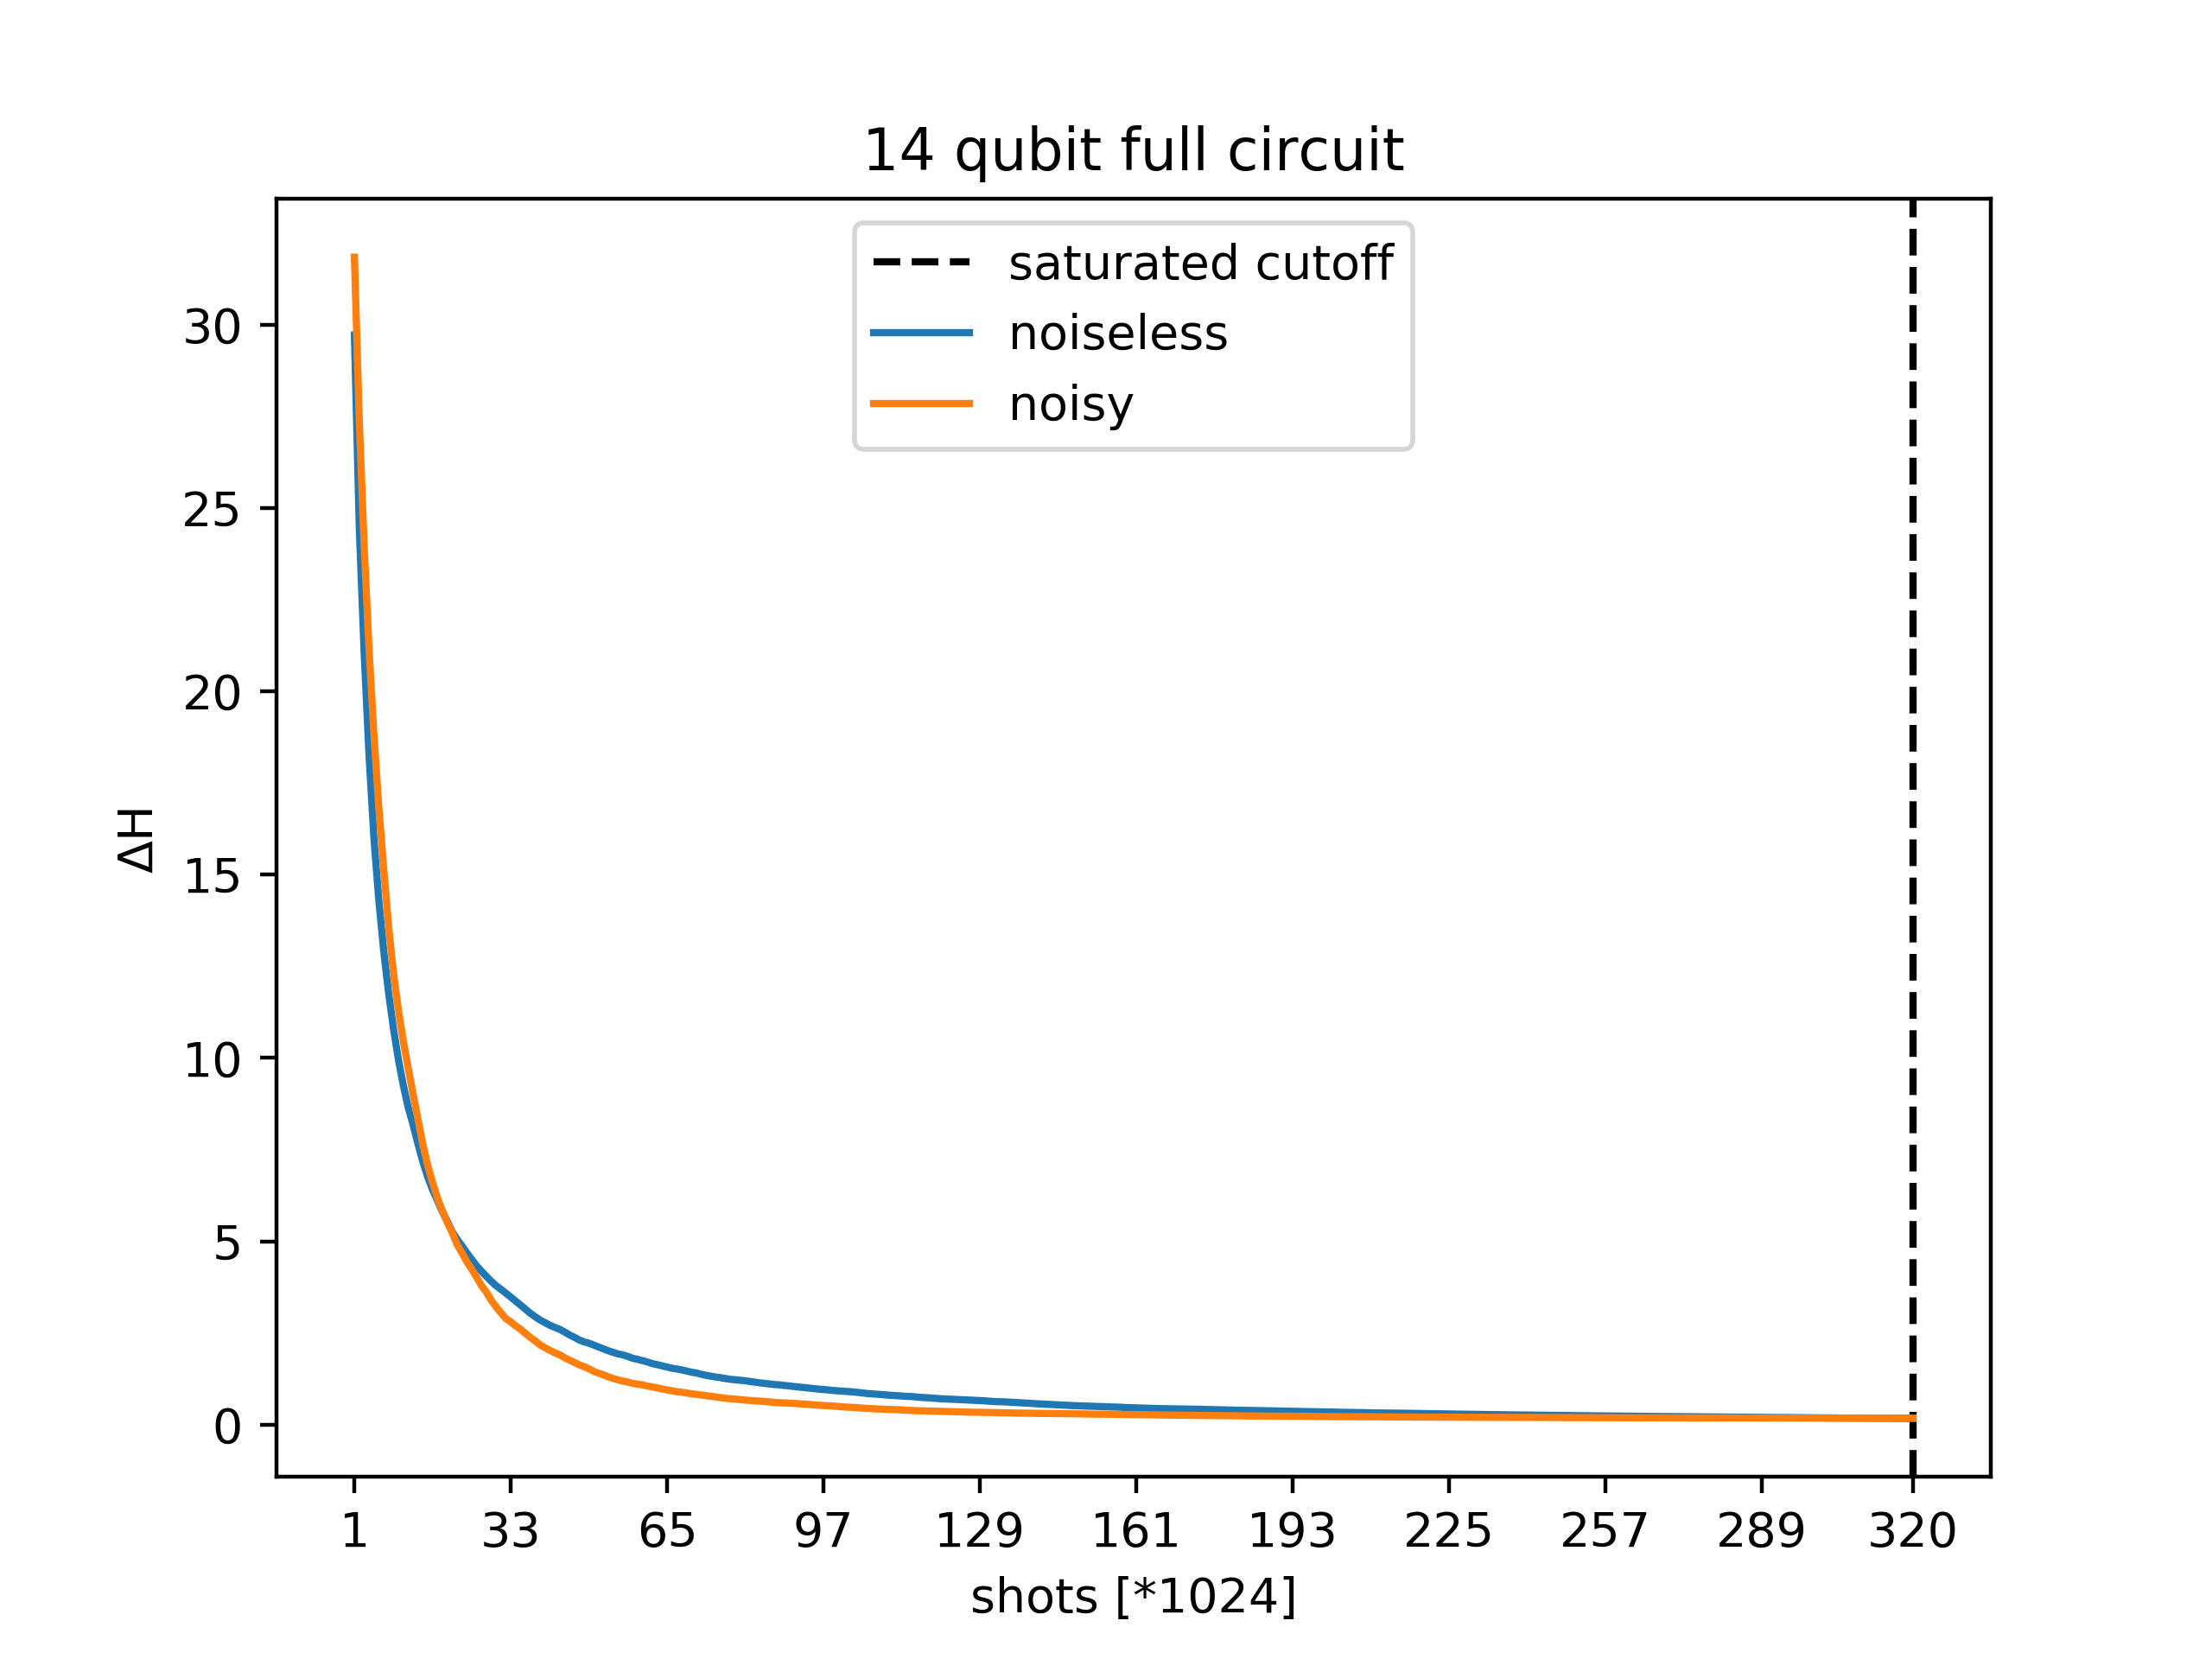 14 qubit full circuit
saturated cutoff
noiseless
noisy
30
25
20
15
10
5
0
ΔH
1 33 65 97 129 161 193 225 257 289 320
shots [*1024]